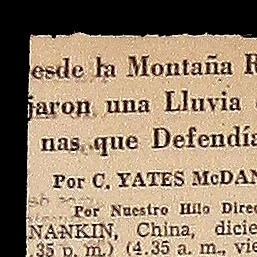 esde la Montaña R
jaron una Lluvia
nas que Defendía
Por C. YATES McDAN
Por Nuestro Hilo Direc
NANKIN, China, dicie
.35 p. m.) (4.35 a. m., vie